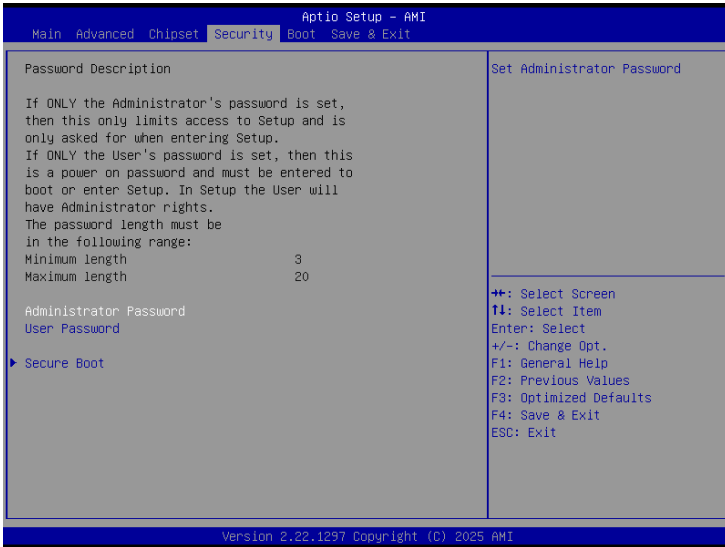 Aptio Setup – AMI
Main Advanced Chipset Security Boot Save & Exit
Password Description
If ONLY the Administrator's password is set,
then this only limits access to Setup and is
only asked for when entering Setup.
If ONLY the User's password is set, then this
is a power on password and must be entered to
boot or enter Setup. In Setup the User will
have Administrator rights.
The password length must be
in the following range:
Minimum length 3
Maximum length 20
Administrator Password
User Password
Secure Boot
Set Administrator Password
→←: Select Screen
↑↓: Select Item
Enter: Select
+/-: Change Opt.
F1: General Help
F2: Previous Values
F3: Optimized Defaults
F4: Save & Exit
ESC: Exit
Version 2.22.1297 Copyright (C) 2025 AMI